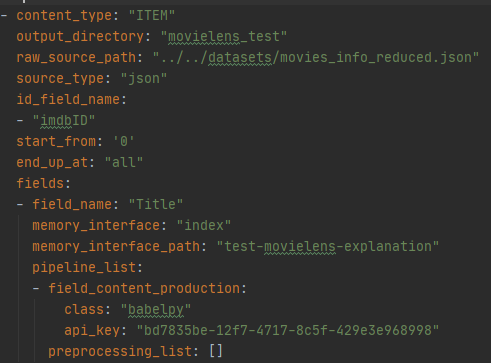 - content_type: "ITEM"
output_directory: "movielens_test"
raw_source_path: "../../datasets/movies_info_reduced.json"
source_type: "json"
id_field_name:
- "imdbID"
start_from: '0'
end_up_at: "all"
fields:
- field_name: "Title"
memory_interface: "index"
memory_interface_path: "test-movielens-explanation"
pipeline_list:
- field_content_production:
class: "babelpy"
api_key: "bd7835be-12f7-4717-8c5f-429e3e968998"
preprocessing_list: []